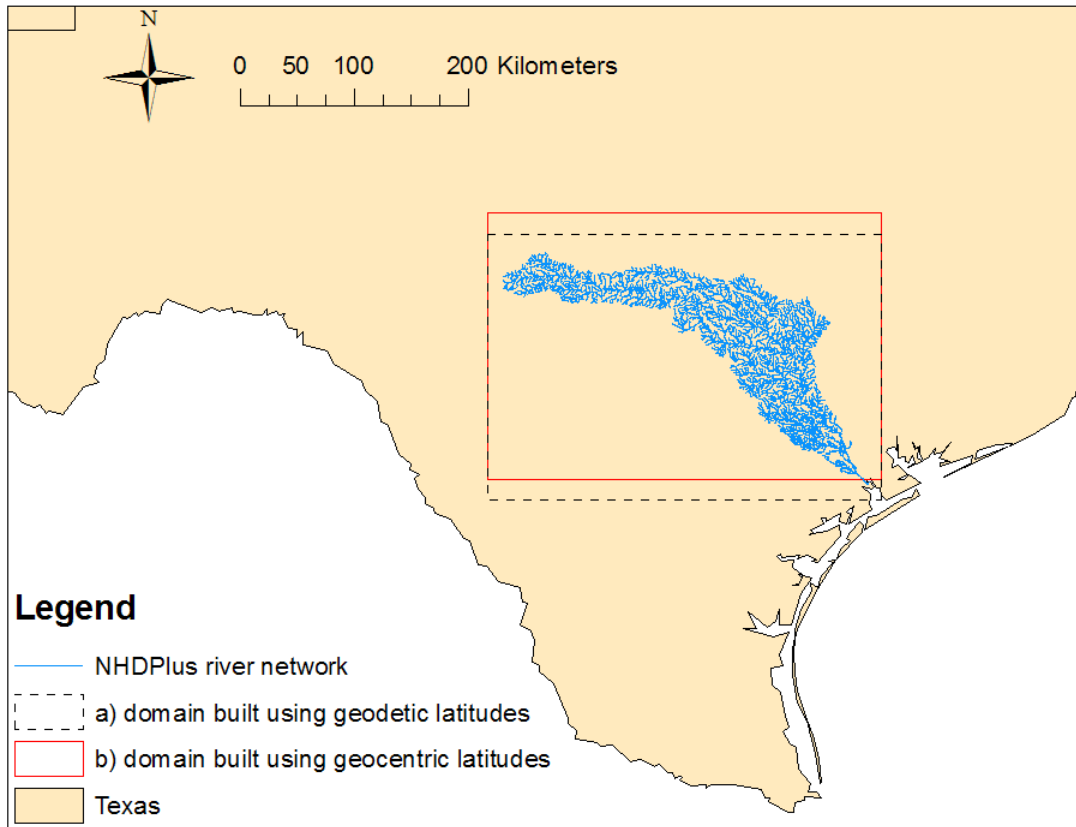 N
0 50 100 200 Kilometers
Legend
NHDPlus river network
a) domain built using geodetic latitudes
b) domain built using geocentric latitudes
Texas